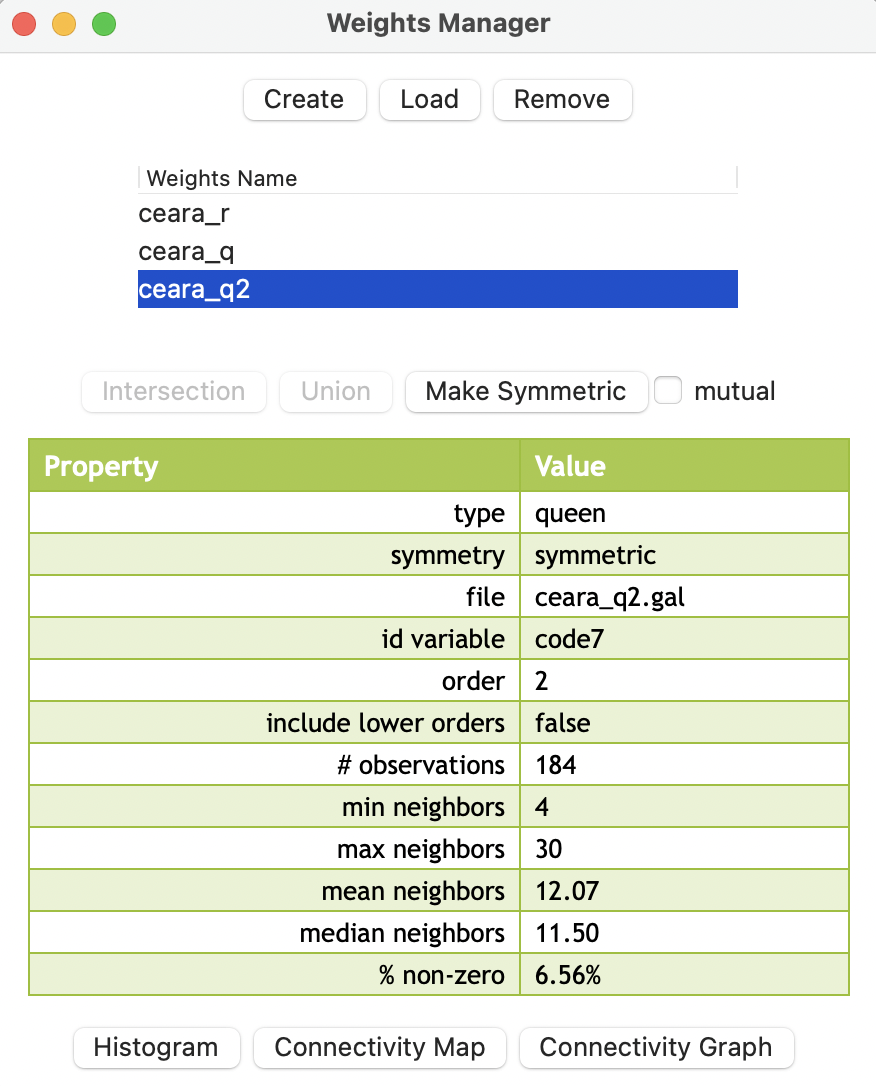 Weights Manager
Create Load Remove
Weights Name
ceara_r
ceara_q
ceara_q2
Intersection Union Make Symmetric mutual
Property Value
type queen
symmetry symmetric
file ceara_q2.gal
id variable code7
order 2
include lower orders false
# observations 184
min neighbors 4
max neighbors 30
mean neighbors 12.07
median neighbors 11.50
% non-zero 6.56%
Histogram Connectivity Map Connectivity Graph